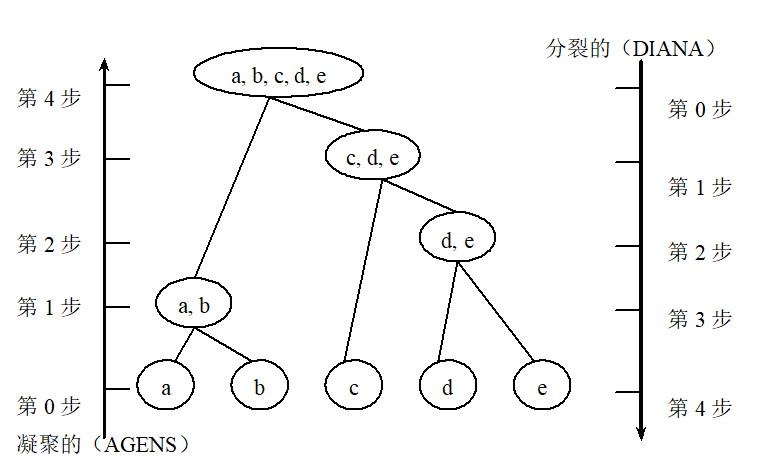 分裂的（DIANA）
a, b, c, d, e
第 4 步
第 0 步
第 3 步
c, d, e
第 1 步
第 2 步
d, e
第 2 步
第 1 步
a, b
第 3 步
a
b
c
d
e
第 0 步
第 4 步
凝聚的（AGENS）